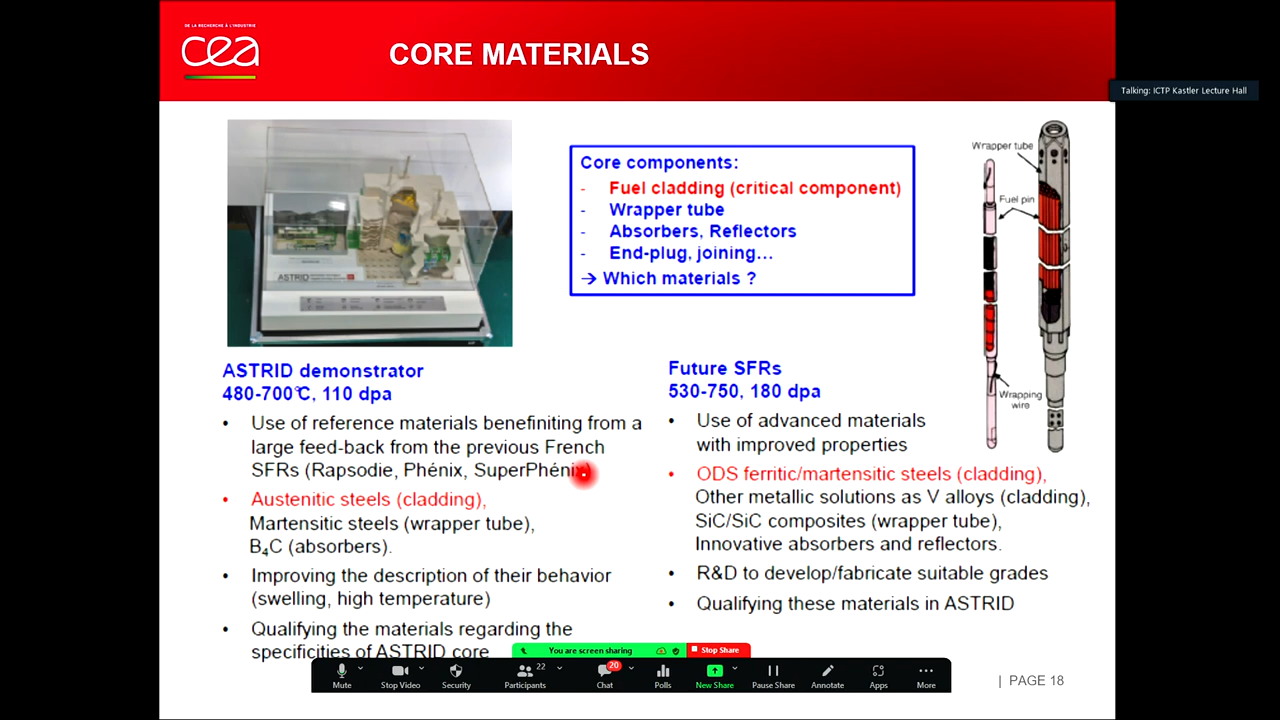 DE LA RECHERCHE À L'INDUSTRIE
cea
CORE MATERIALS
Talking: ICTP Kastler Lecture Hall
ASTRID
Core components:
- Fuel cladding (critical component)
- Wrapper tube
- Absorbers, Reflectors
- End-plug, joining...
→ Which materials ?
Wrapper tube
Fuel pin
Wrapping
wire
ASTRID demonstrator
480-700°C, 110 dpa
• Use of reference materials benefiniting from a
large feed-back from the previous French
SFRs (Rapsodie, Phénix, SuperPhénix)
• Austenitic steels (cladding),
Martensitic steels (wrapper tube),
B₄C (absorbers).
• Improving the description of their behavior
(swelling, high temperature)
• Qualifying the materials regarding the
specificities of ASTRID core
Future SFRs
530-750, 180 dpa
• Use of advanced materials
with improved properties
• ODS ferritic/martensitic steels (cladding),
Other metallic solutions as V alloys (cladding),
SiC/SiC composites (wrapper tube),
Innovative absorbers and reflectors.
• R&D to develop/fabricate suitable grades
• Qualifying these materials in ASTRID
You are screen sharing
Stop Share
22
20
Mute
Stop Video
Security
Participants
Chat
Polls
New Share
Pause Share
Annotate
Apps
More
| PAGE 18